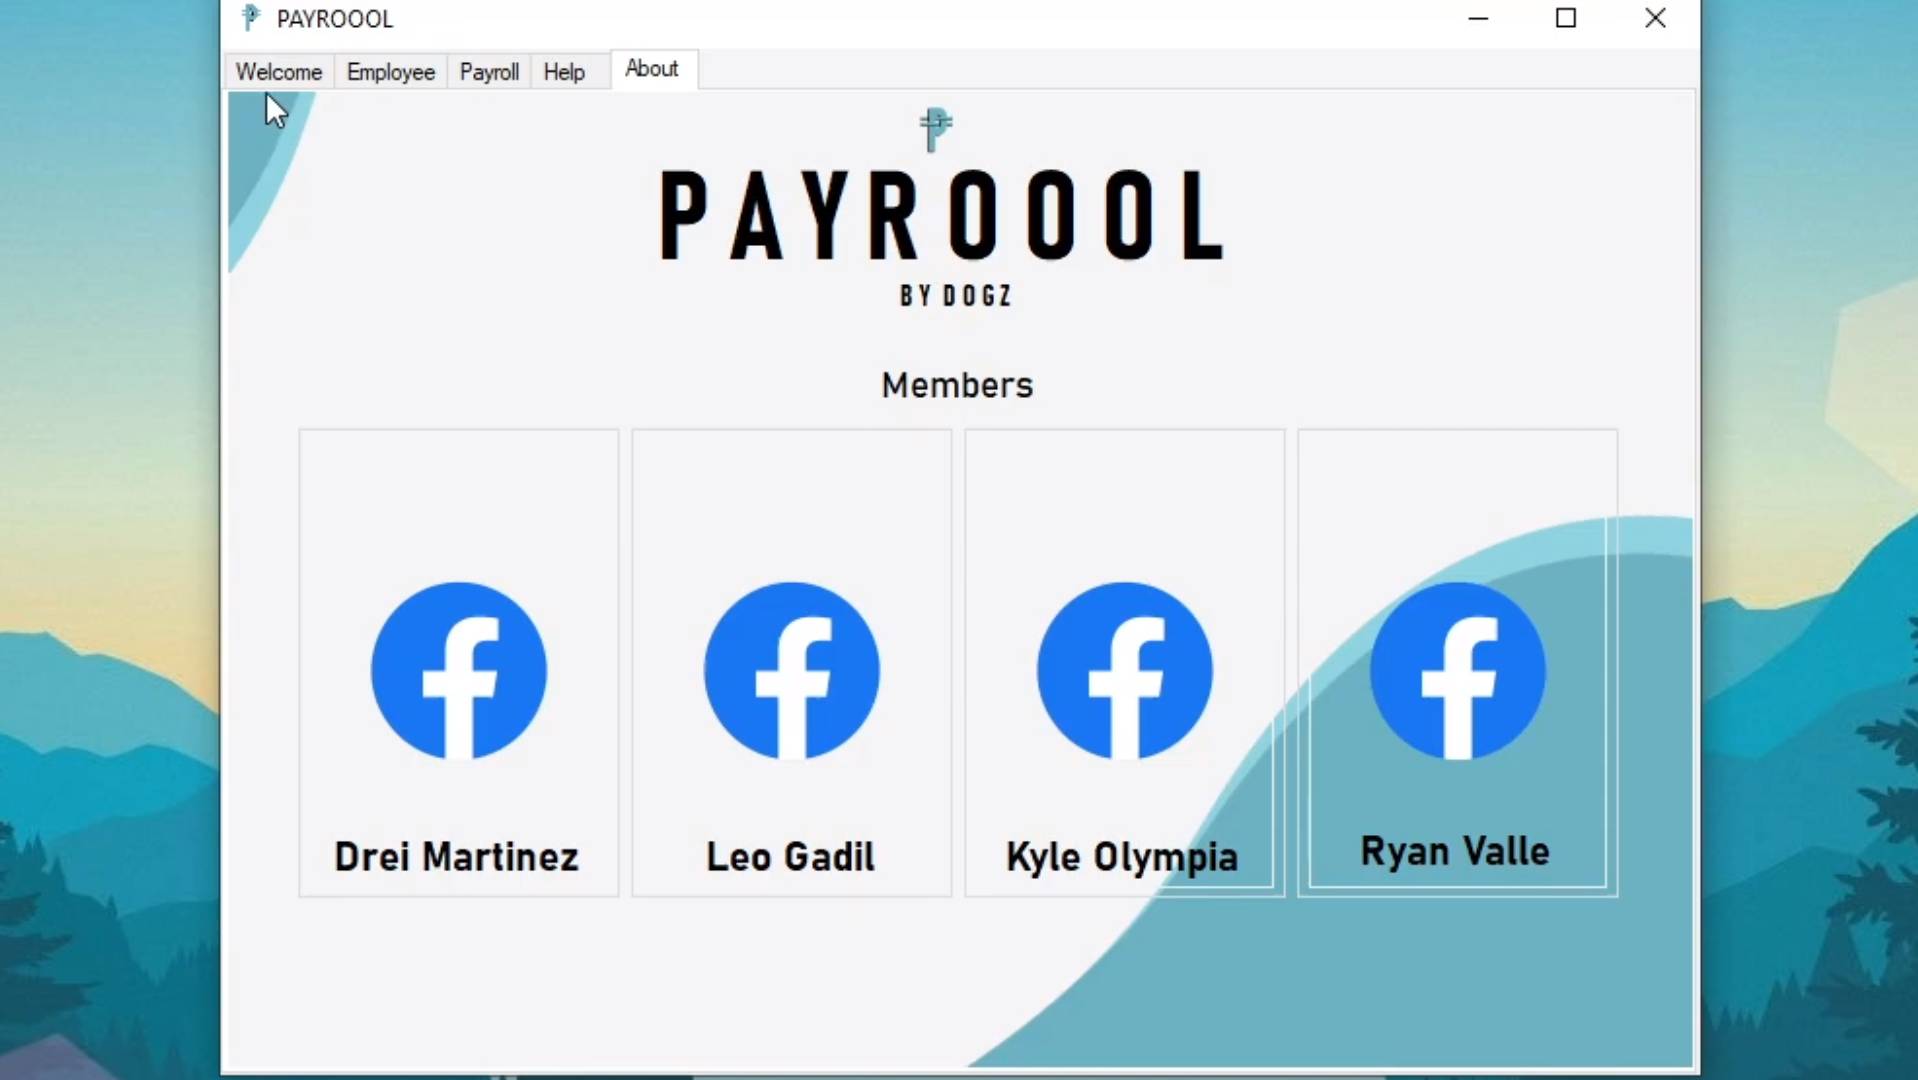 PAYROOOL
Welcome Employee Payroll Help About
PAYROOOL
BY DOGZ
Members
Drei Martinez Leo Gadil Kyle Olympia Ryan Valle